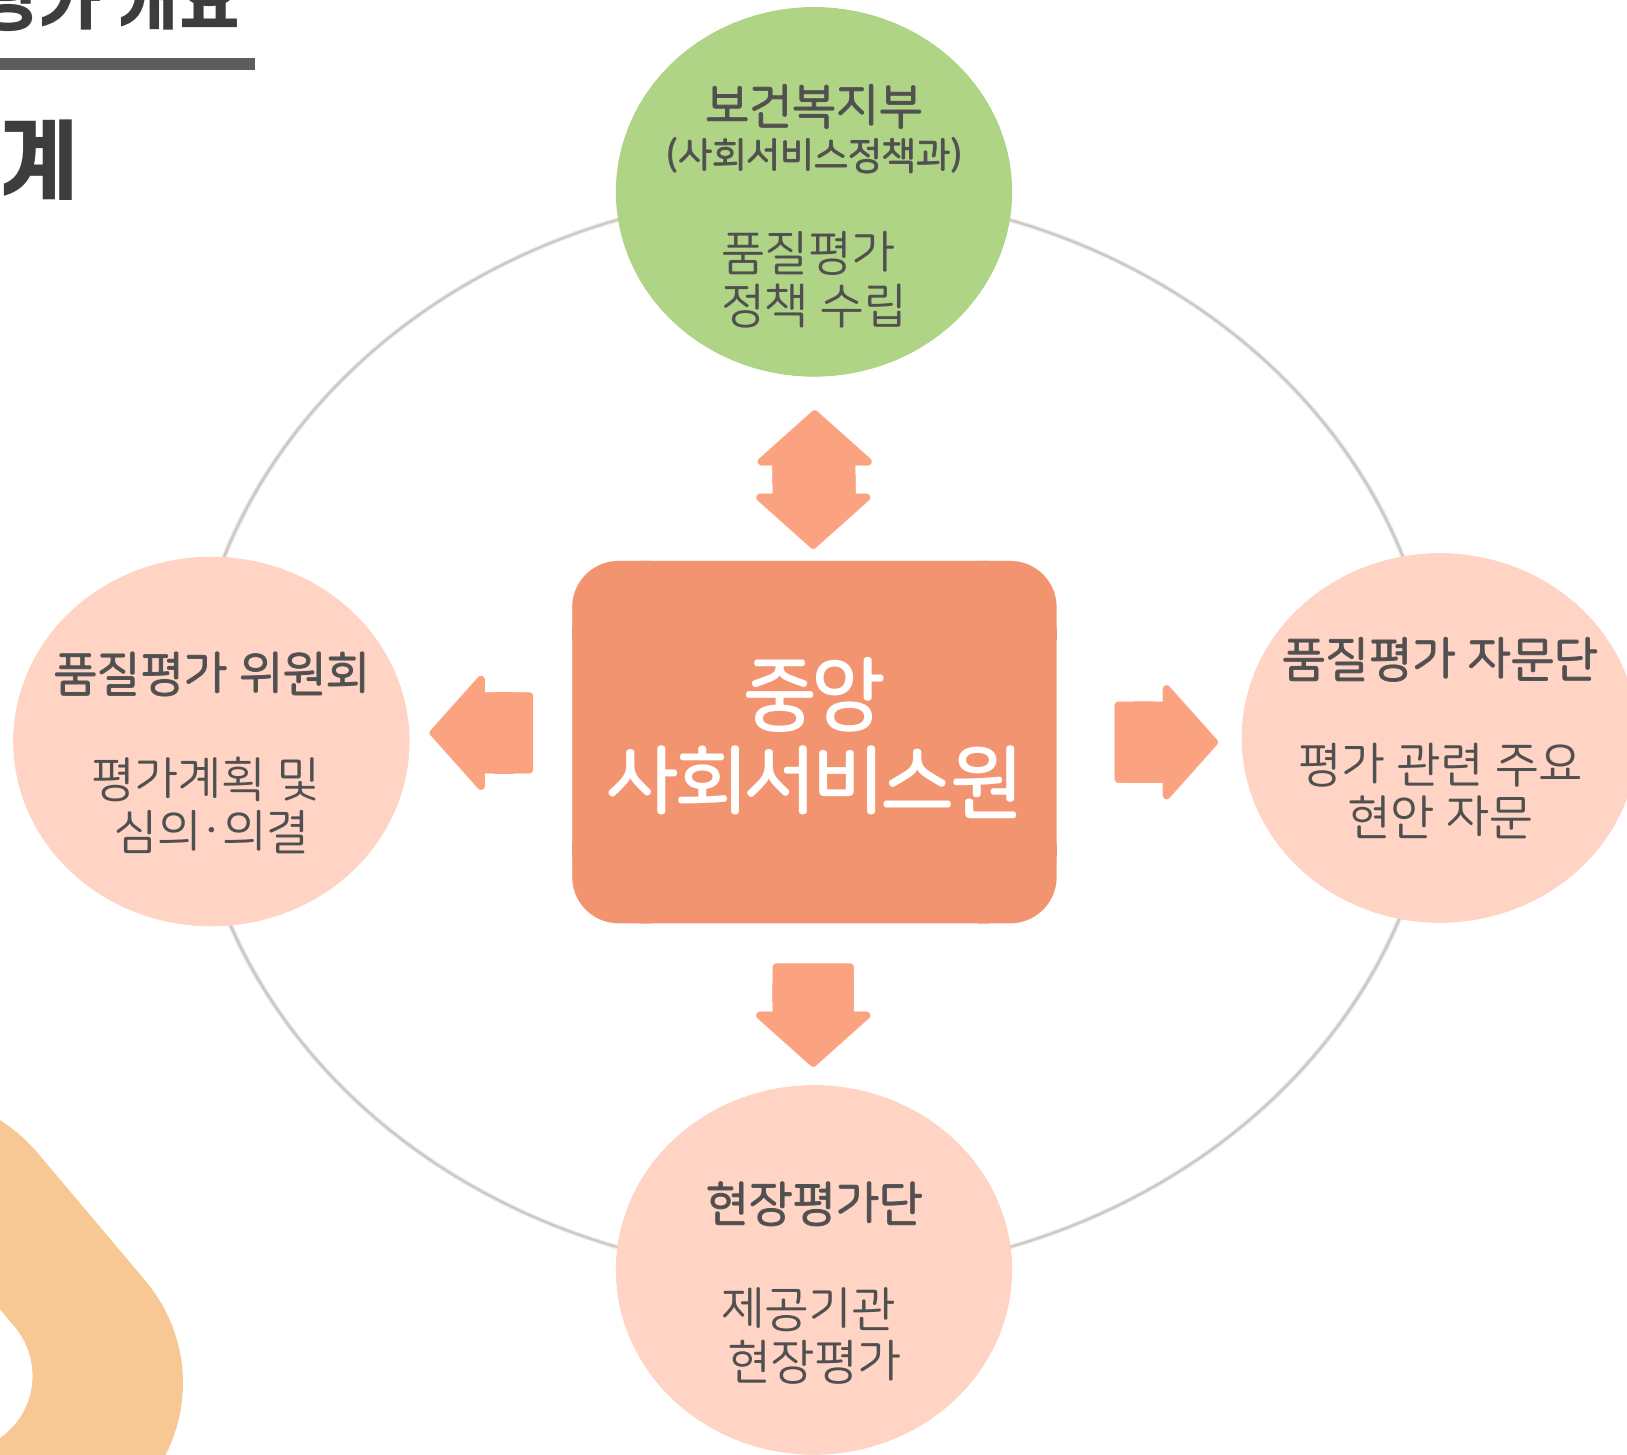 평가 개요
계
보건복지부
(사회서비스정책과)
품질평가
정책 수립
품질평가 위원회
평가계획 및
심의·의결
중앙
사회서비스원
품질평가 자문단
평가 관련 주요
현안 자문
현장평가단
제공기관
현장평가